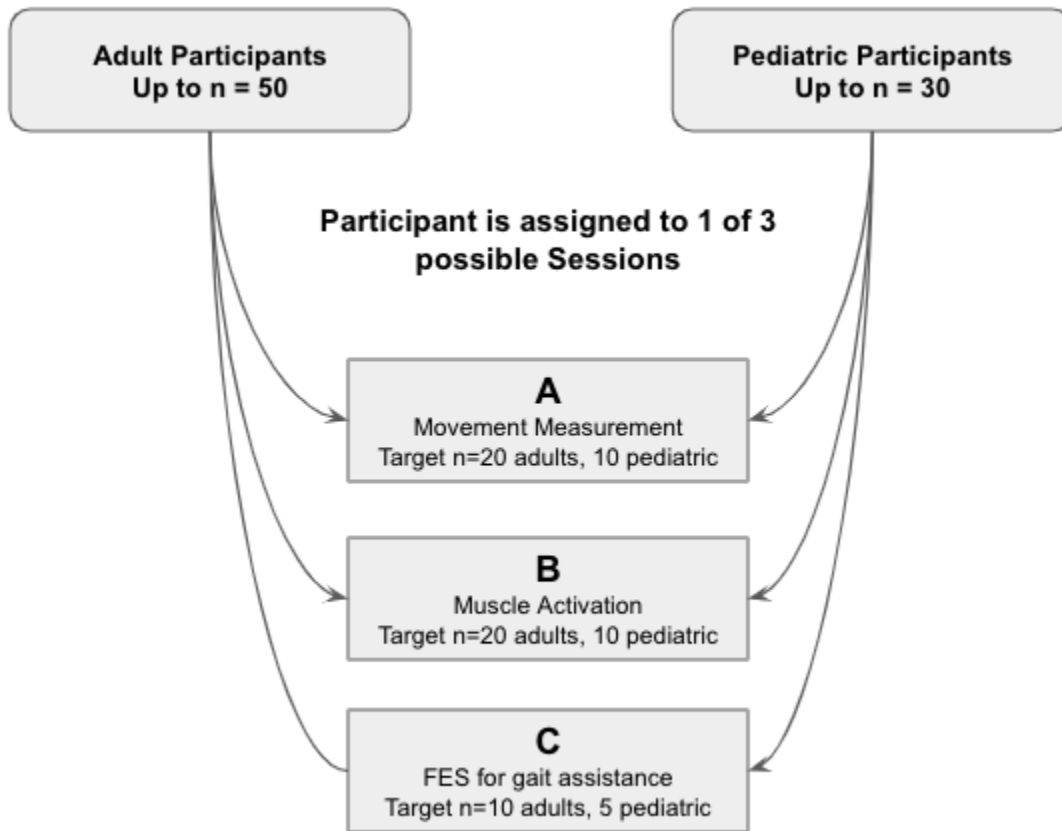 Adult Participants
Up to n = 50
Pediatric Participants
Up to n = 30
Participant is assigned to 1 of 3
possible Sessions
A
Movement Measurement
Target n=20 adults, 10 pediatric
B
Muscle Activation
Target n=20 adults, 10 pediatric
C
FES for gait assistance
Target n=10 adults, 5 pediatric